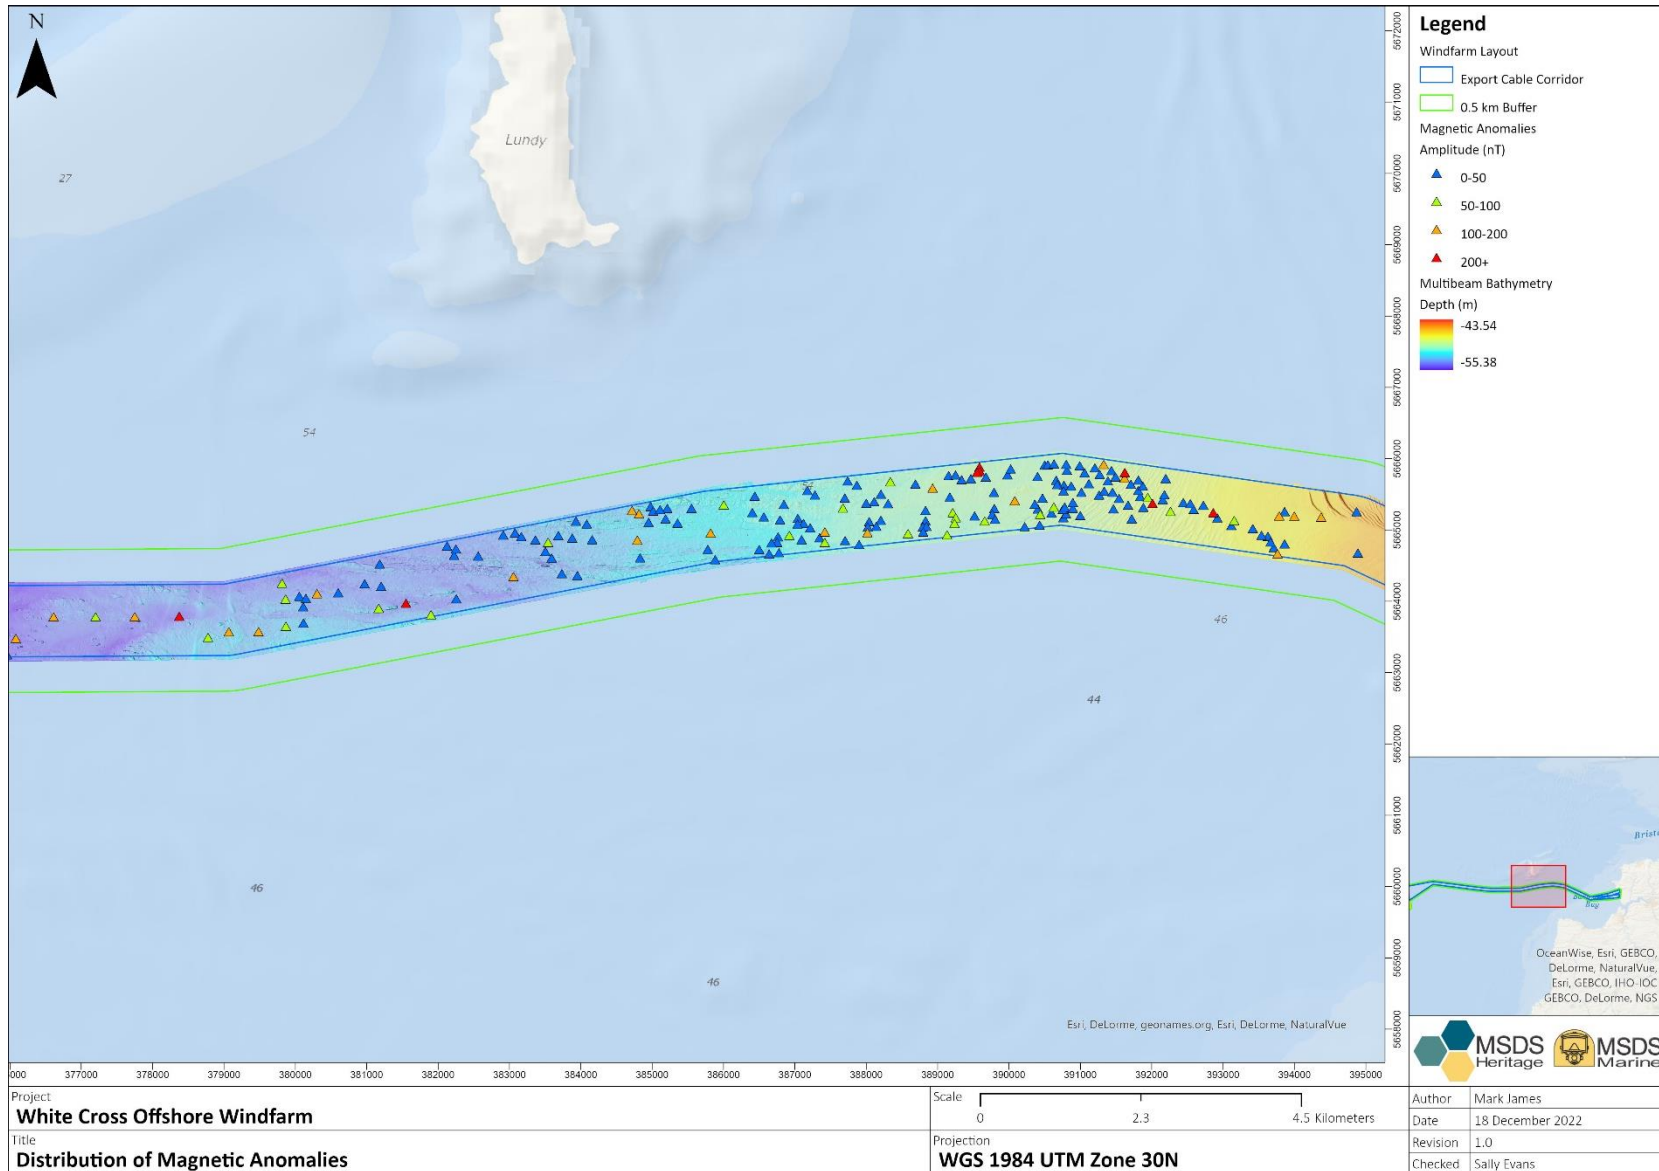 N
Lundy
27
54
46
44
46
46
Esri, DeLorme, geonames.org, Esri, DeLorme, NaturalVue
5672000
5671000
5670000
5669000
5668000
5667000
5666000
5665000
5664000
5663000
5662000
5661000
5660000
5659000
5658000
000 377000 378000 379000 380000 381000 382000 383000 384000 385000 386000 387000 388000 389000 390000 391000 392000 393000 394000 395000
Legend
Windfarm Layout
Export Cable Corridor
0.5 km Buffer
Magnetic Anomalies
Amplitude (nT)
0-50
50-100
100-200
200+
Multibeam Bathymetry
Depth (m)
-43.54
-55.38
Bristo
Bay
OceanWise, Esri, GEBCO,
DeLorme, NaturalVue,
Esri, GEBCO, IHO-IOC
GEBCO, DeLorme, NGS
MSDS
Heritage
MSDS
Marine
Project
White Cross Offshore Windfarm
Title
Distribution of Magnetic Anomalies
Scale
0 2.3 4.5 Kilometers
Projection
WGS 1984 UTM Zone 30N
Author Mark James
Date 18 December 2022
Revision 1.0
Checked Sally Evans